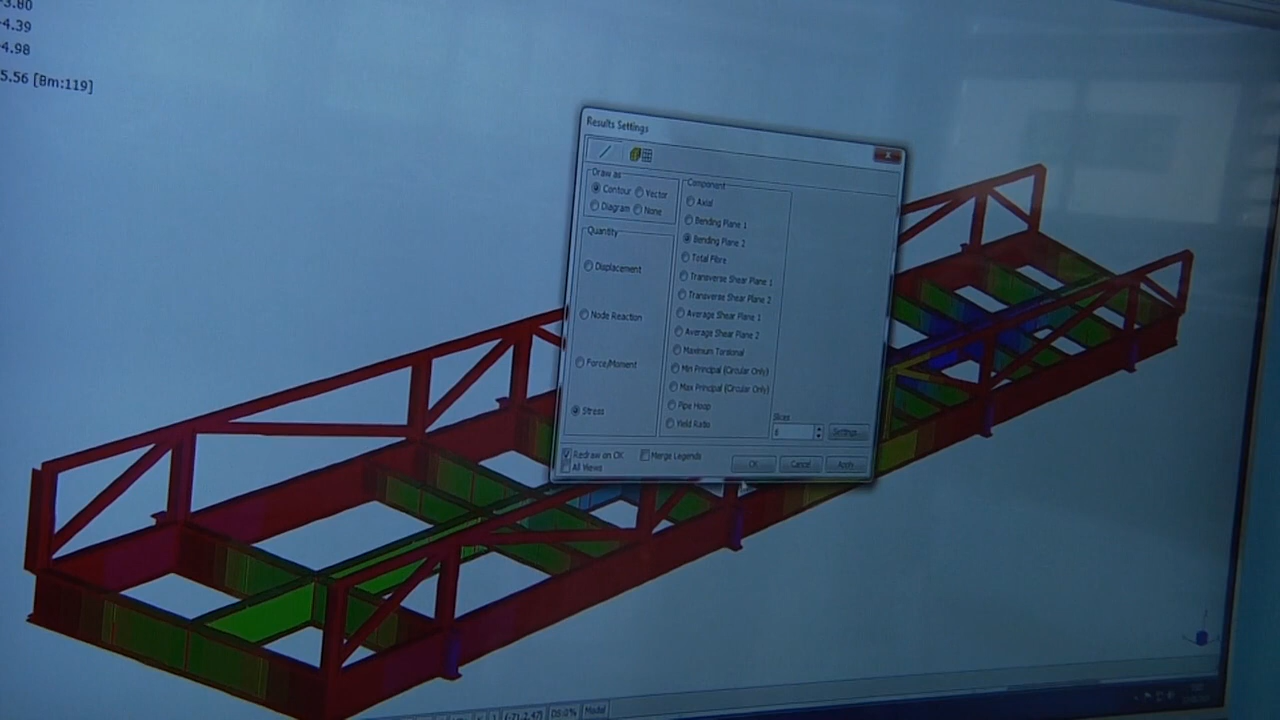 -3.80
-4.39
-4.98
5.56 [Bm:119]
Results Settings
Draw as
Contour Vector
Diagram None
Quantity
Displacement
Node Reaction
Force/Moment
Stress
Component
Axial
Bending Plane 1
Bending Plane 2
Total Fibre
Transverse Shear Plane 1
Transverse Shear Plane 2
Average Shear Plane 1
Average Shear Plane 2
Maximum Torsional
Min Principal (Circular Only)
Max Principal (Circular Only)
Pipe Hoop
Yield Ratio
Slices
6 Settings...
Redraw on OK Merge Legends
All Views
OK Cancel Apply
DS:0% Model